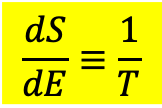 dS/dE ≡ 1/T